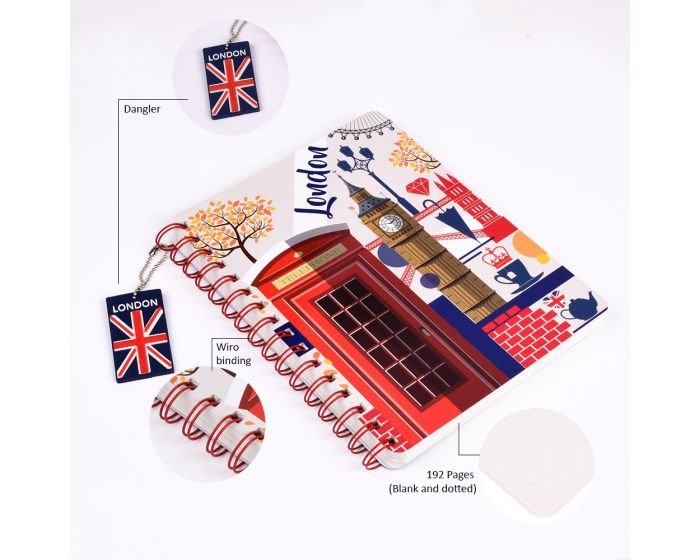 LONDON
Dangler
London
TELEPHONE
LONDON
Wiro
binding
192 Pages
(Blank and dotted)